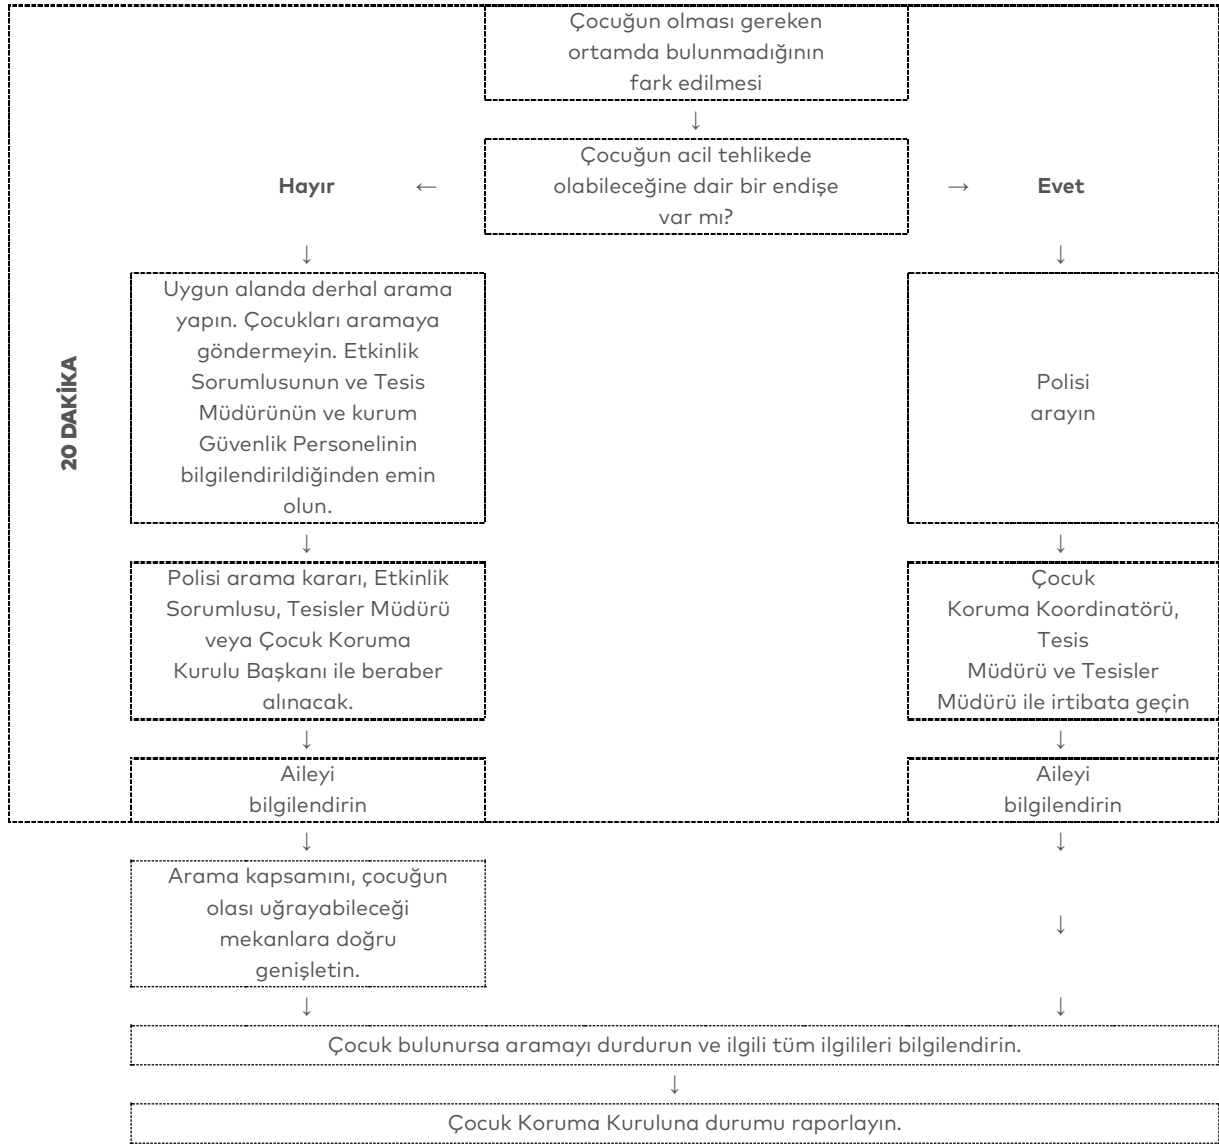 Çocuğun olması gereken
ortamda bulunmadığının
fark edilmesi
↓
Çocuğun acil tehlikede
olabileceğine dair bir endişe
var mı?
Hayır ←
→ Evet
↓ ↓
20 DAKİKA
Uygun alanda derhal arama
yapın. Çocukları aramaya
göndermeyin. Etkinlik
Sorumlusunun ve Tesis
Müdürünün ve kurum
Güvenlik Personelinin
bilgilendirildiğinden emin
olun.
↓
Polisi arama kararı, Etkinlik
Sorumlusu, Tesisler Müdürü
veya Çocuk Koruma
Kurulu Başkanı ile beraber
alınacak.
↓
Aileyi
bilgilendirin
↓
Arama kapsamını, çocuğun
olası uğrayabileceği
mekanlara doğru
genişletin.
↓
Polisi
arayın
↓
Çocuk
Koruma Koordinatörü,
Tesis
Müdürü ve Tesisler
Müdürü ile irtibata geçin
↓
Aileyi
bilgilendirin
↓
↓
↓
Çocuk bulunursa aramayı durdurun ve ilgili tüm ilgilileri bilgilendirin.
↓
Çocuk Koruma Kuruluna durumu raporlayın.